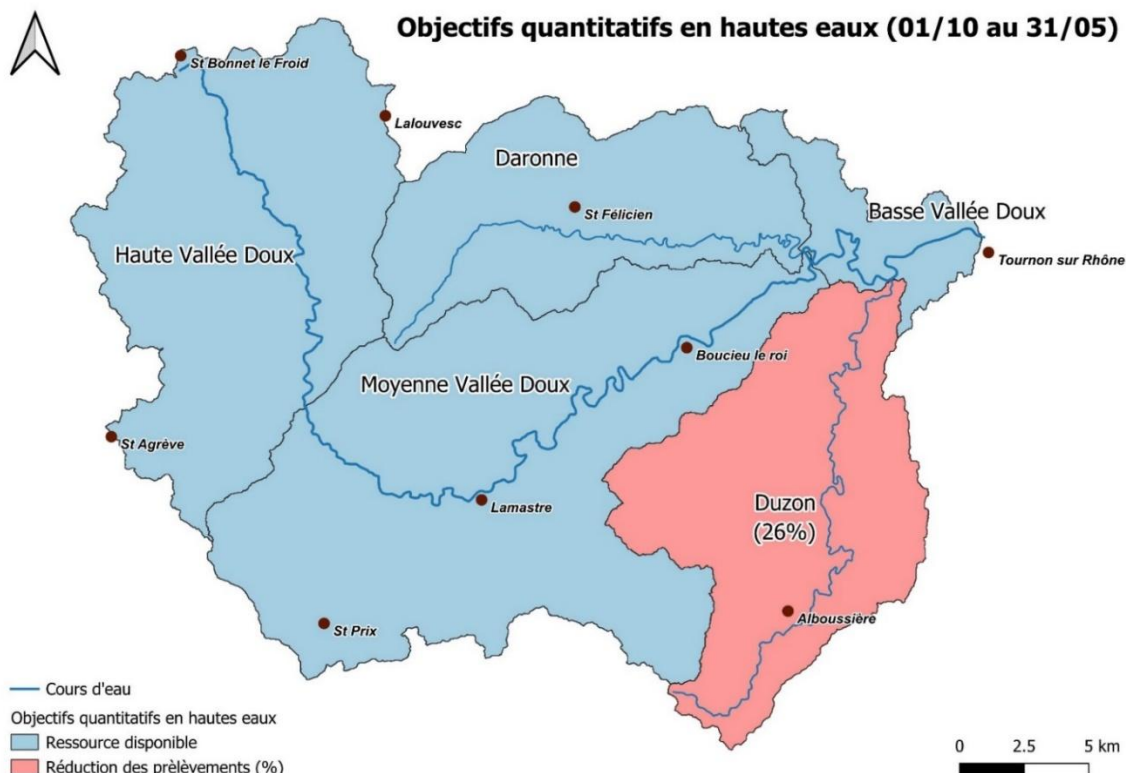 Objectifs quantitatifs en hautes eaux (01/10 au 31/05)
St Bonnet le Froid
Lalouvesc
Daronne
St Félicien
Basse Vallée Doux
Haute Vallée Doux
Tournon sur Rhône
Boucieu le roi
Moyenne Vallée Doux
St Agrève
Lamastre
Duzon
(26%)
Alboussière
St Prix
Cours d'eau
Objectifs quantitatifs en hautes eaux
Ressource disponible
Réduction des prèlèvements (%)
0 2.5 5 km